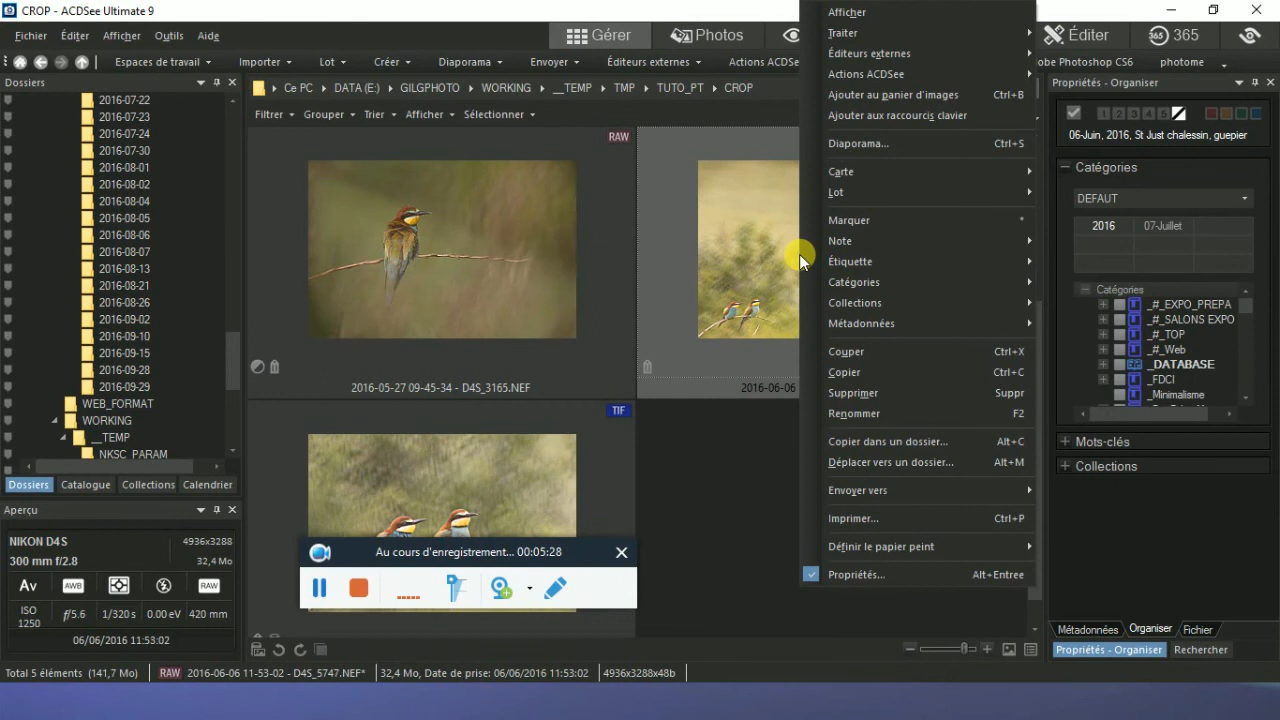 CROP - ACDSee Ultimate 9
Fichier Éditer Afficher Outils Aide
Gérer Photos Éditer 365
Espaces de travail Importer Lot Créer Diaporama Envoyer Éditeurs externes Actions ACDSe
obe Photoshop CS6 photome
Dossiers
2016-07-22
2016-07-23
2016-07-24
2016-07-30
2016-08-01
2016-08-02
2016-08-04
2016-08-05
2016-08-06
2016-08-07
2016-08-13
2016-08-21
2016-08-26
2016-09-02
2016-09-10
2016-09-15
2016-09-28
2016-09-29
WEB_FORMAT
WORKING
__TEMP
NKSC_PARAM
Dossiers Catalogue Collections Calendrier
Aperçu
NIKON D4S 4936x3288
300 mm f/2.8 32,4 Mo
Av AWB RAW
ISO
1250
f/5.6 1/320 s 0.00 eV 420 mm
06/06/2016 11:53:02
Ce PC DATA (E:) GILGPHOTO WORKING __TEMP TMP TUTO_PT CROP
Filtrer Grouper Trier Afficher Sélectionner
RAW
2016-05-27 09-45-34 - D4S_3165.NEF
2016-06-06
TIF
Au cours d'enregistrement... 00:05:28
Afficher
Traiter
Éditeurs externes
Actions ACDSee
Ajouter au panier d'images Ctrl+B
Ajouter aux raccourcis clavier
Diaporama... Ctrl+S
Carte
Lot
Marquer *
Note
Étiquette
Catégories
Collections
Métadonnées
Couper Ctrl+X
Copier Ctrl+C
Supprimer Suppr
Renommer F2
Copier dans un dossier... Alt+C
Déplacer vers un dossier... Alt+M
Envoyer vers
Imprimer... Ctrl+P
Définir le papier peint
Propriétés... Alt+Entree
Propriétés - Organiser
1 2 3 4 5
06-Juin, 2016, St Just chalessin, guepier
Catégories
DEFAUT
2016 07-Juillet
Catégories
_#_EXPO_PREPA
_#_SALONS EXPO
_#_TOP
_#_Web
_DATABASE
_FDCI
_Minimalisme
Mots-clés
Collections
Métadonnées Organiser Fichier
Propriétés - Organiser Rechercher
Total 5 éléments (141,7 Mo) RAW 2016-06-06 11-53-02 - D4S_5747.NEF* 32,4 Mo, Date de prise: 06/06/2016 11:53:02 4936x3288x48b